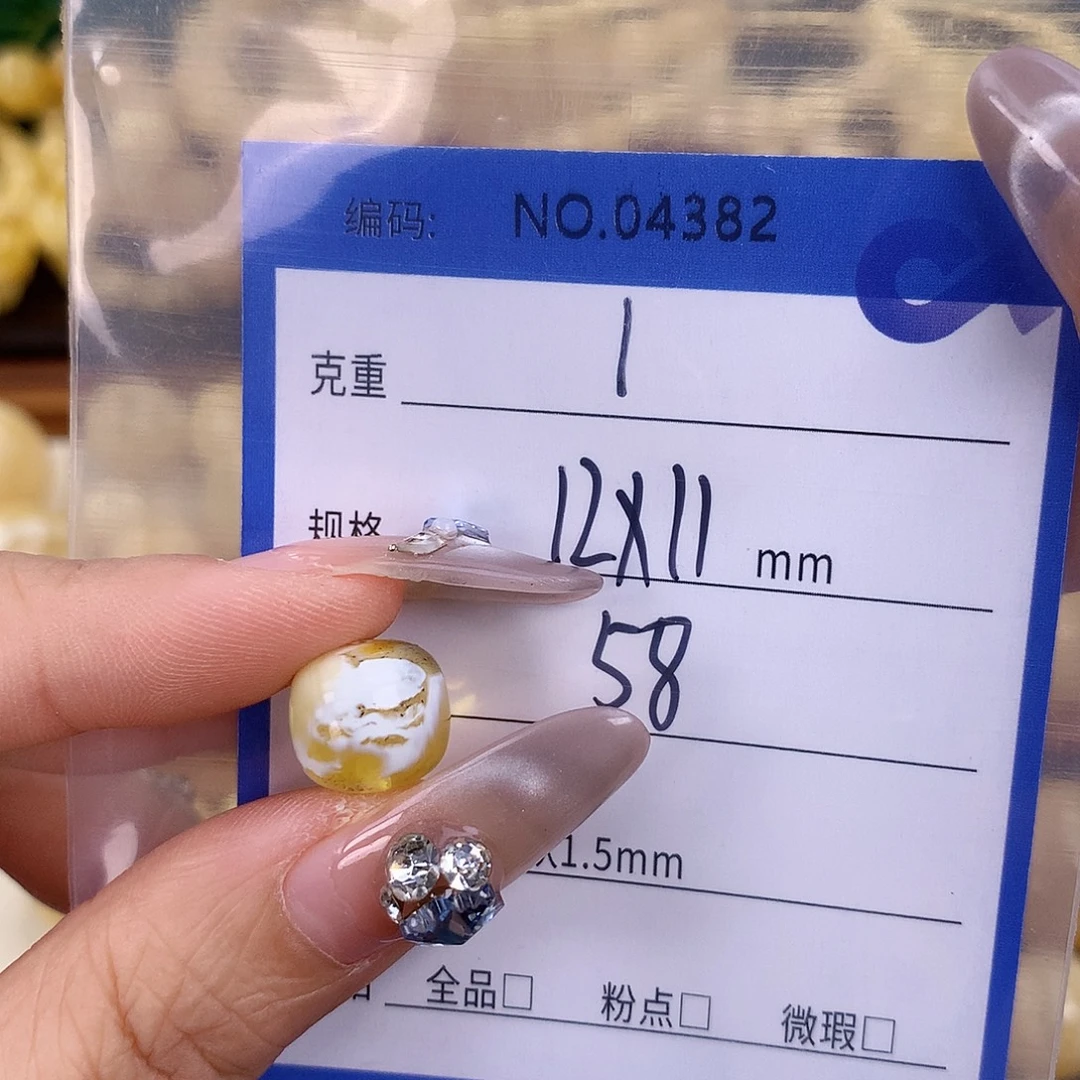 编码: NO.04382
克重 1
规格 12X11 mm
58
X1.5mm
全品□ 粉点□ 微瑕□